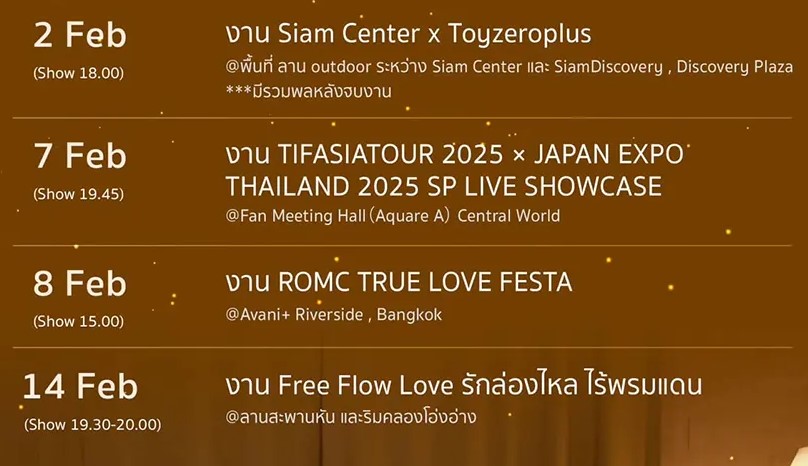 2 Feb
(Show 18.00)
งาน Siam Center x Toyzeroplus
@พื้นที่ ลาน outdoor ระหว่าง Siam Center และ SiamDiscovery , Discovery Plaza
***มีรวมพลหลังจบงาน
7 Feb
(Show 19.45)
งาน TIFASIATOUR 2025 × JAPAN EXPO
THAILAND 2025 SP LIVE SHOWCASE
@Fan Meeting Hall (Aquare A) Central World
8 Feb
(Show 15.00)
งาน ROMC TRUE LOVE FESTA
@Avani+ Riverside , Bangkok
14 Feb
(Show 19.30-20.00)
งาน Free Flow Love รักล่องไหล ไร้พรมแดน
@ลานสะพานหัน และริมคลองโอ่งอ่าง